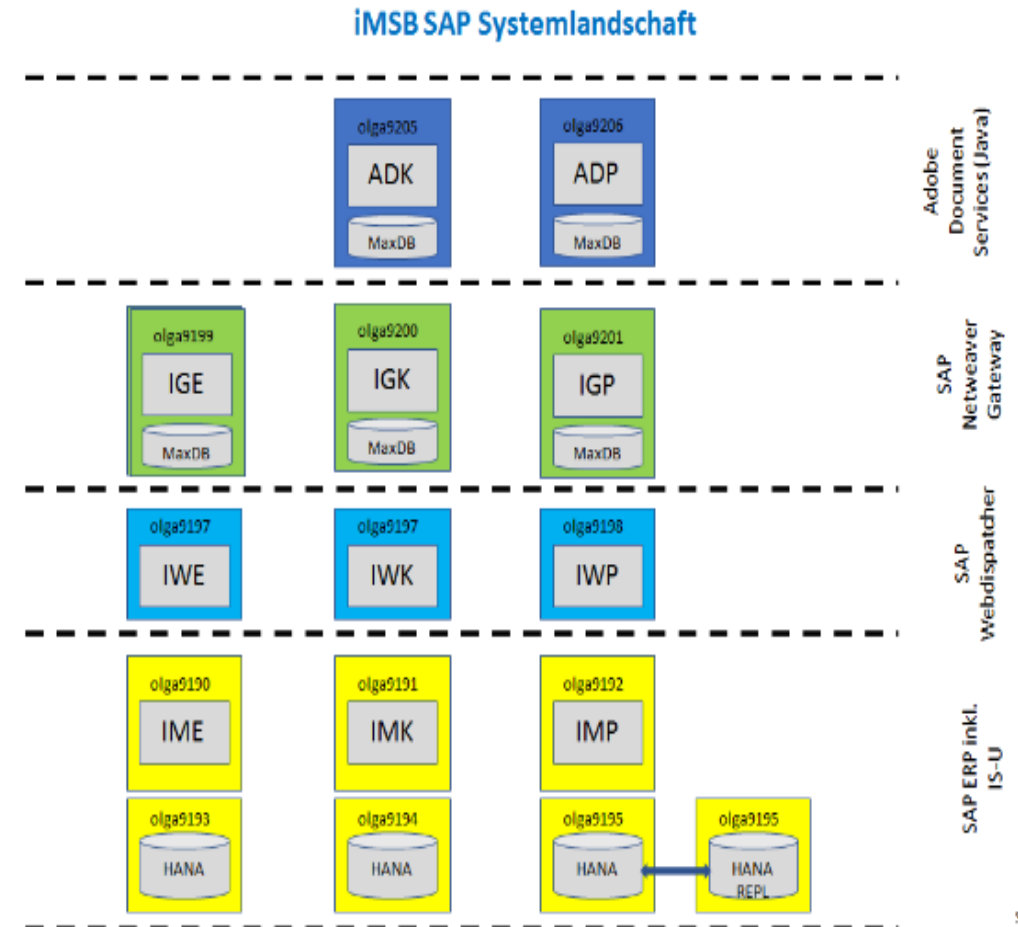 iMSB SAP Systemlandschaft
olga9205
ADK
MaxDB
olga9206
ADP
MaxDB
Adobe
Document
Services(Java)
olga9199
IGE
MaxDB
olga9200
IGK
MaxDB
olga9201
IGP
MaxDB
SAP
Netweaver
Gateway
olga9197
IWE
olga9197
IWK
olga9198
IWP
SAP
Webdispatcher
olga9190
IME
olga9191
IMK
olga9192
IMP
olga9193
HANA
olga9194
HANA
olga9195
HANA
olga9195
HANA
REPL
SAP ERP inkl.
IS-U